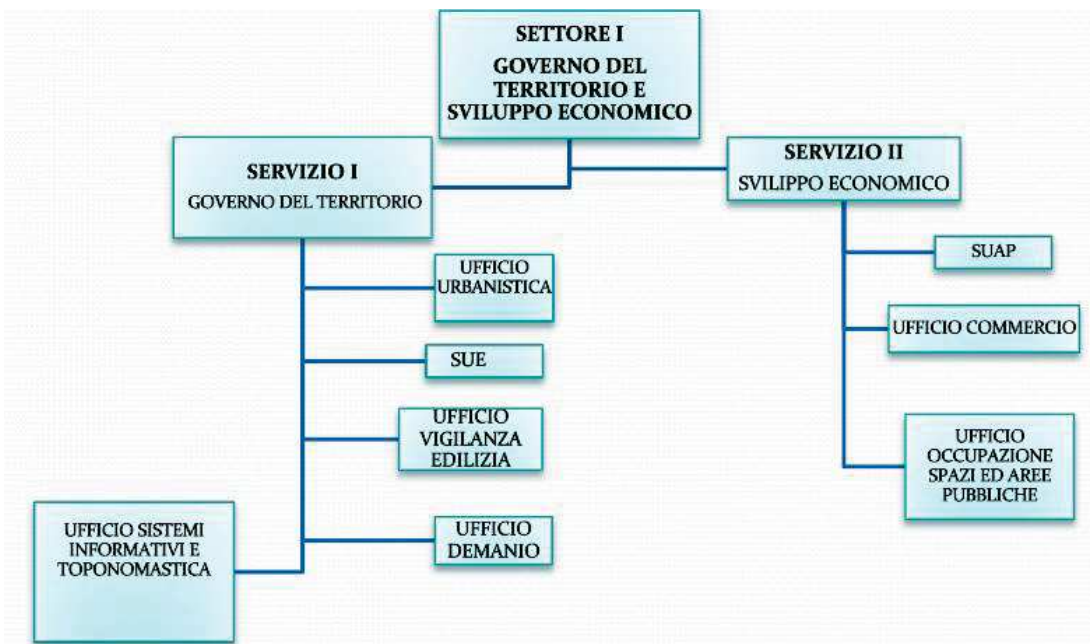 SETTORE I
GOVERNO DEL
TERRITORIO E
SVILUPPO ECONOMICO
SERVIZIO I
GOVERNO DEL TERRITORIO
SERVIZIO II
SVILIPPO ECONOMICO
UFFICIO
URBANISTICA
SUE
UFFICIO
VIGILANZA
EDILIZIA
UFFICIO
DEMANIO
UFFICIO SISTEMI
INFORMATIVI E
TOPONOMASTICA
SUAP
UFFICIO COMMERCIO
UFFICIO
OCCUPAZIONE
SPAZI ED AREE
PUBBLICHE